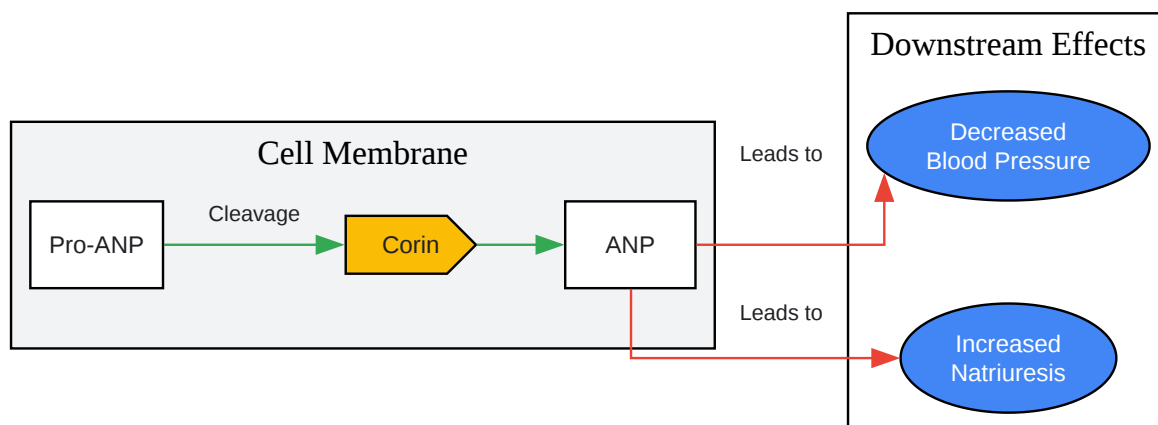 Downstream Effects
Decreased
Blood Pressure
Cell Membrane
Leads to
Cleavage
Pro-ANP
Corin
ANP
Leads to
Increased
Natriuresis